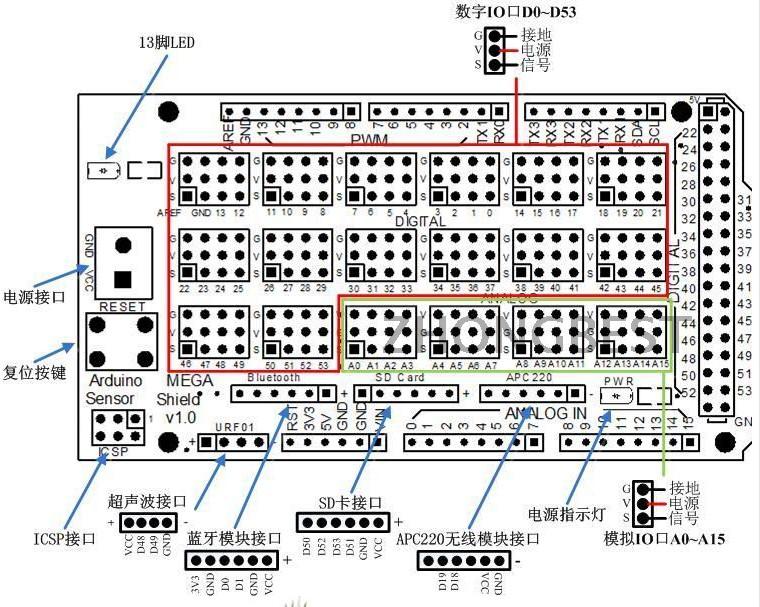 数字IO口D0~D53
G 接地
V 电源
S 信号
13脚LED
AREF GND 13 12 11 10 9 8 7 6 5 4 3 2 TX1 RX0 TX3 RX3 TX2 RX2 TX RX1 SDA SCL
5V
PWM
G V S G V S G V S G V S G V S G V S
AREF GND 13 12 11 10 9 8 7 6 5 4 3 2 1 0 14 15 16 17 18 19 20 21
DIGITAL
G V S G V S G V S G V S G V S G V S
22 23 24 25 26 27 28 29 30 31 32 33 34 35 36 37 38 39 40 41 42 43 44 45
ANALOG
46 47 48 49 50 51 52 53 A0 A1 A2 A3 A4 A5 A6 A7 A8 A9 A10 A11 A12 A13 A14 A15
ZHONGBEST
22 24 26 28 30 32 34
31 33 35 37 39 41 43 45 47 49 51 53
DIGITAL
GND VCC
电源接口
RESET
复位按键
Arduino
Sensor
MEGA
Shield
v1.0
ICSP
1
Bluetooth +
SD Card +
APC220 -
PWR
+ URF01 -
RST 3V3 5V GND GND VIN
ANALOG IN
0 1 2 3 4 5 6 7 8 9 10 11 12 13 14 15
GN
ICSP接口
超声波接口
+ -
VCC D48 D49 GND
蓝牙模块接口
+
3V3 GND D0 D1 GND VCC
SD卡接口
+
D50 D52 D53 D51 GND VCC
APC220无线模块接口
-
D19 D18 VCC GND
电源指示灯
G 接地
V 电源
S 信号
模拟IO口A0~A15